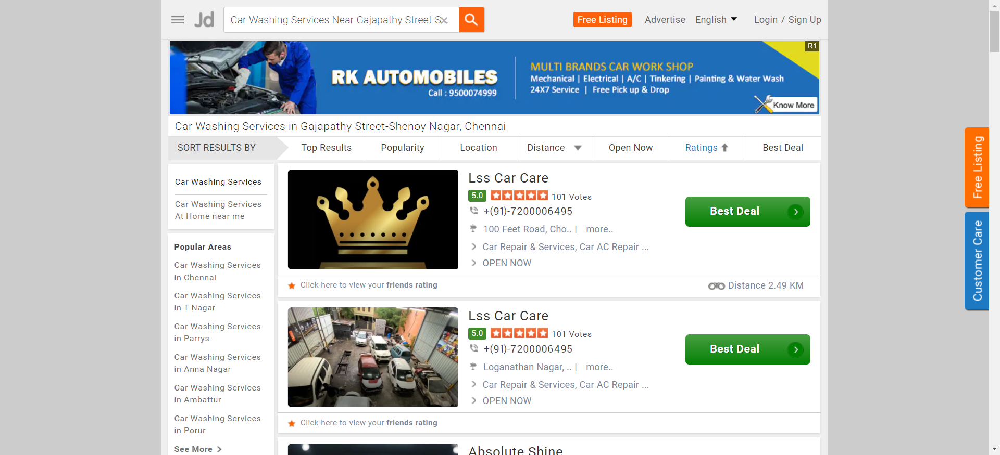 Jd
Car Washing Services Near Gajapathy Street-S
Free Listing
Advertise
English
Login / Sign Up
R1
RK AUTOMOBILES
Call : 9500074999
MULTI BRANDS CAR WORK SHOP
Mechanical | Electrical | A/C | Tinkering | Painting & Water Wash
24X7 Service | Free Pick up & Drop
Know More
Car Washing Services in Gajapathy Street-Shenoy Nagar, Chennai
SORT RESULTS BY
Top Results
Popularity
Location
Distance
Open Now
Ratings
Best Deal
Car Washing Services
Car Washing Services
At Home near me
Popular Areas
Car Washing Services
in Chennai
Car Washing Services
in T Nagar
Car Washing Services
in Parrys
Car Washing Services
in Anna Nagar
Car Washing Services
in Ambattur
Car Washing Services
in Porur
See More
Lss Car Care
5.0
101 Votes
+(91)-7200006495
100 Feet Road, Cho.. | more..
Car Repair & Services, Car AC Repair ...
OPEN NOW
Best Deal
Click here to view your friends rating
Distance 2.49 KM
Lss Car Care
5.0
101 Votes
+(91)-7200006495
Loganathan Nagar, .. | more..
Car Repair & Services, Car AC Repair ...
OPEN NOW
Best Deal
Click here to view your friends rating
Absolute Shine
Free Listing
Customer Care